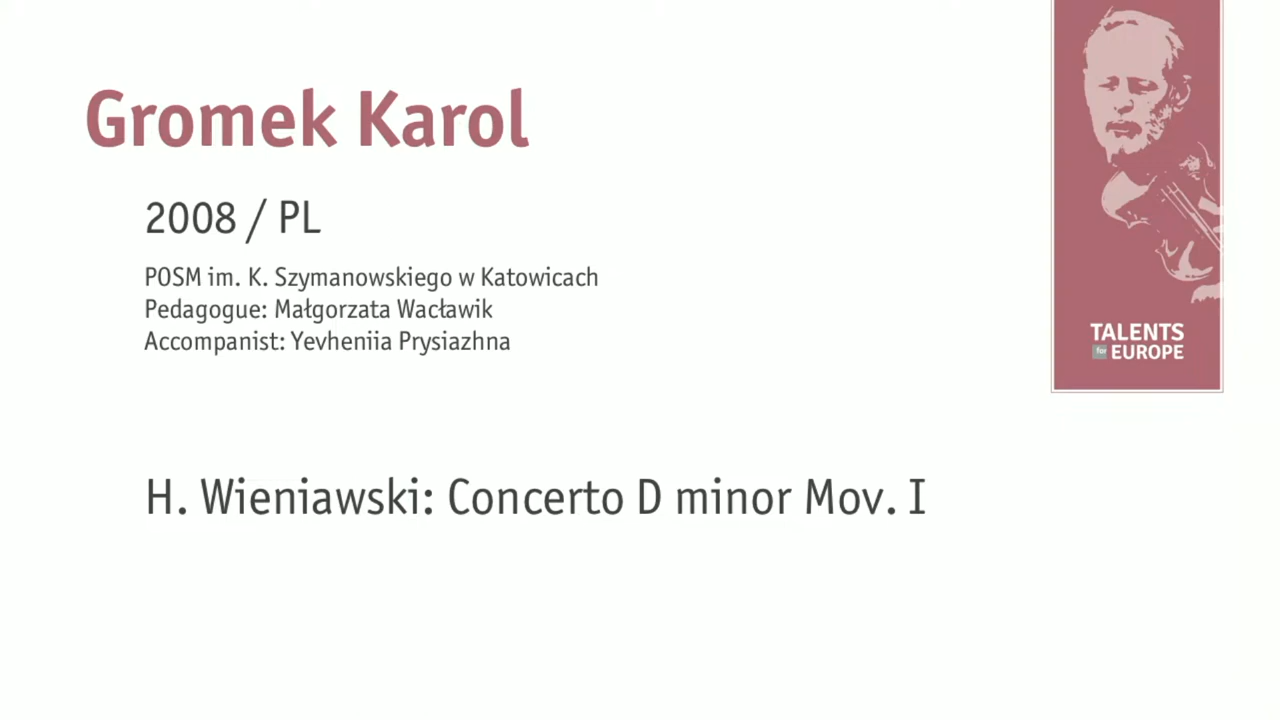 Gromek Karol
2008 / PL
POSM im. K. Szymanowskiego w Katowicach
Pedagogue: Małgorzata Wacławik
Accompanist: Yevheniia Prysiazhna
H. Wieniawski: Concerto D minor Mov. I
TALENTS
for EUROPE